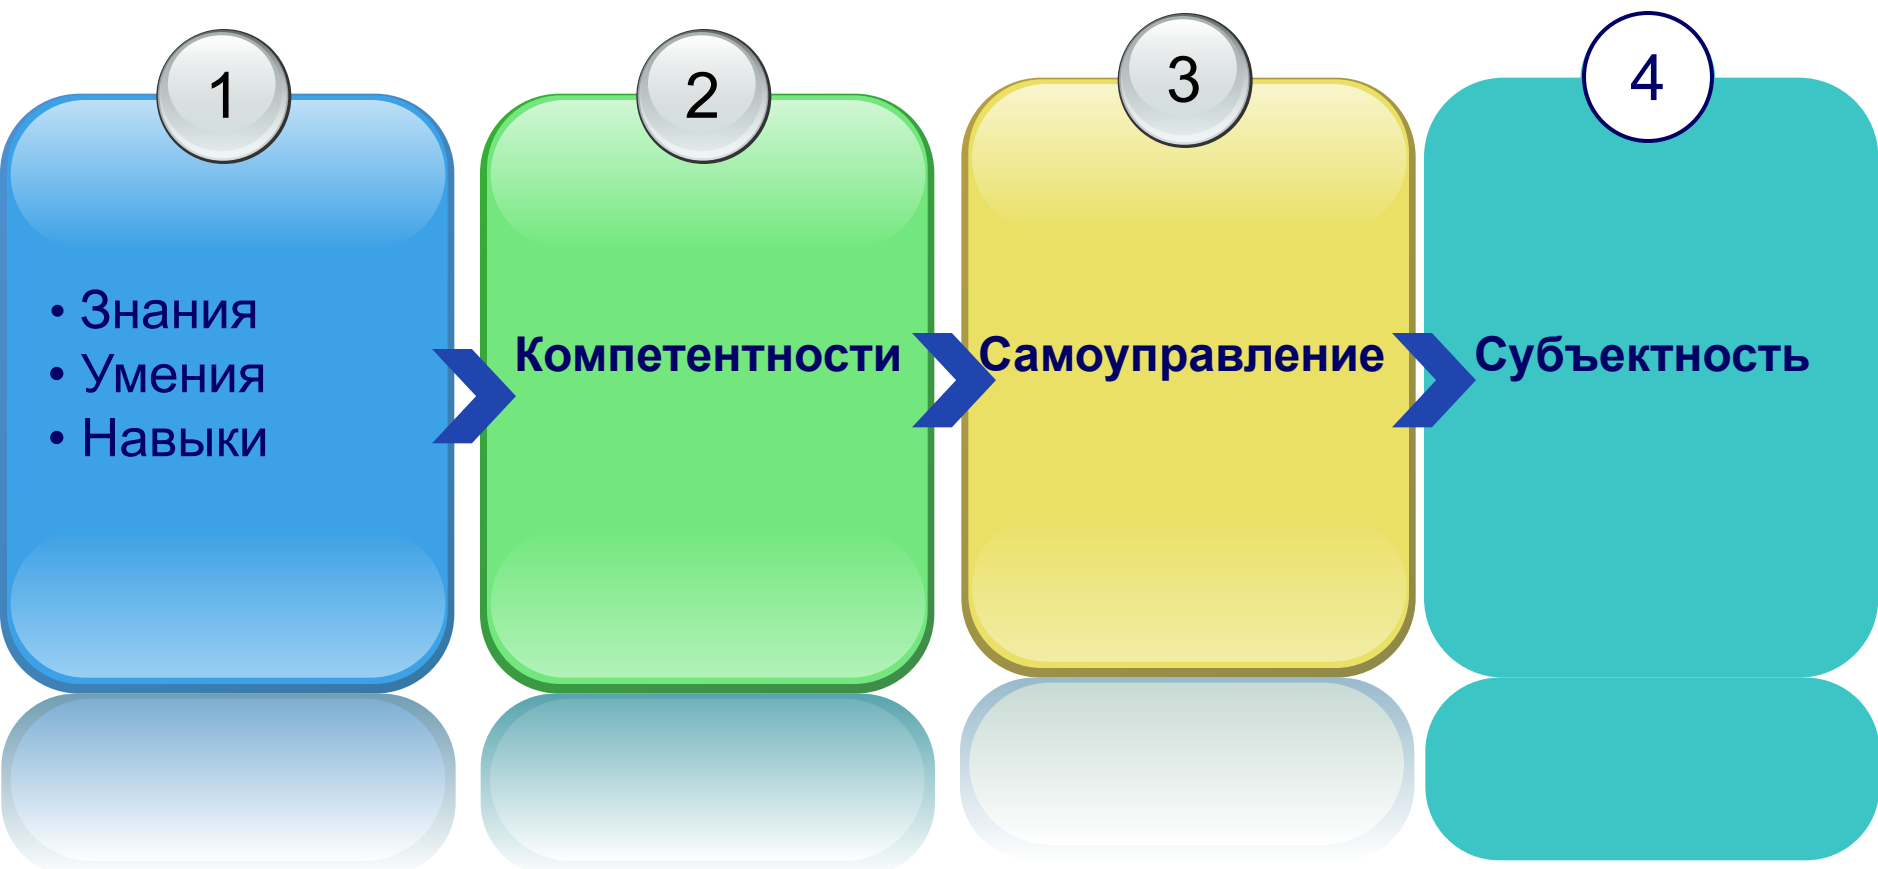 1
• Знания
• Умения
• Навыки
2
Компетентности
3
Самоуправление
4
Субъектность